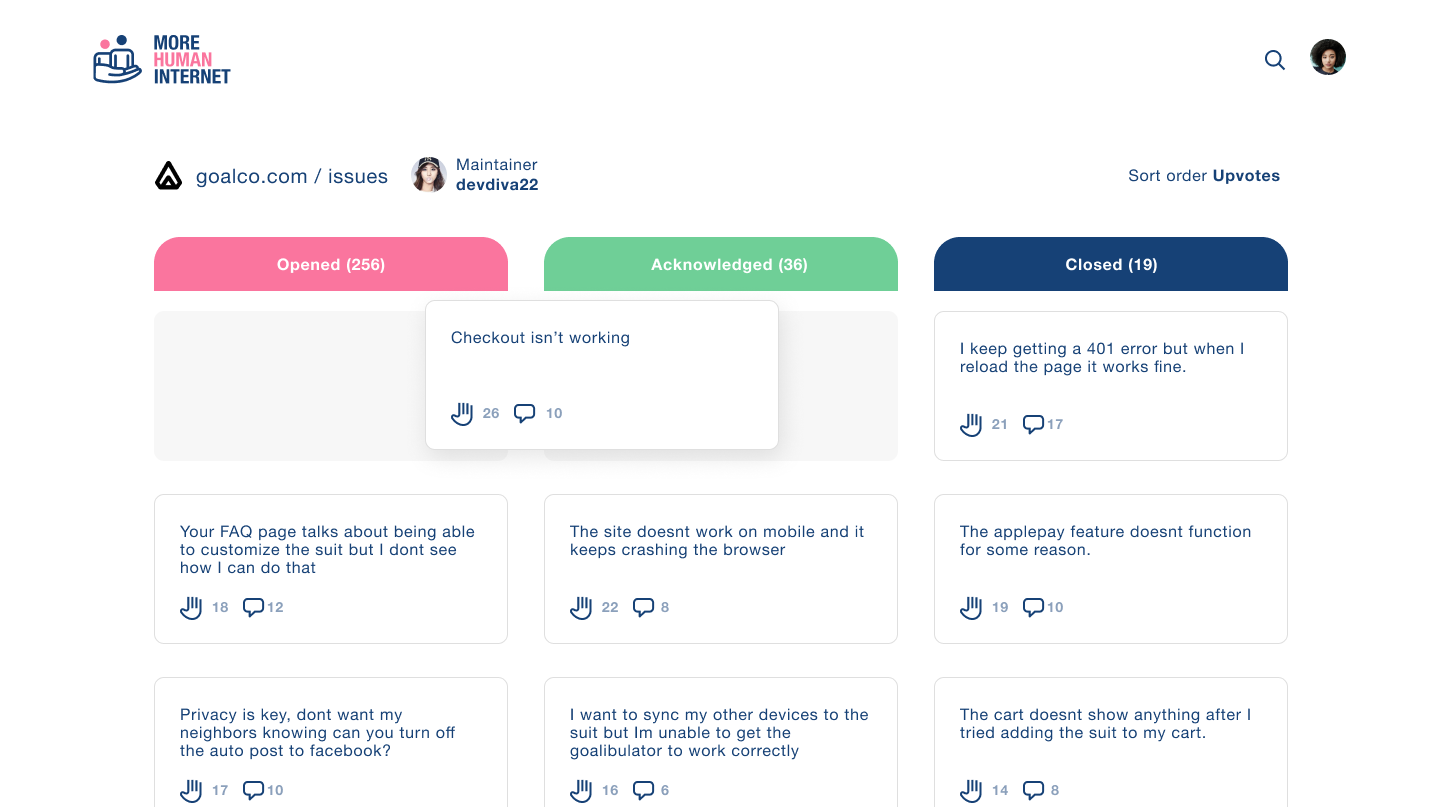 MORE
HUMAN
INTERNET
goalco.com / issues
Maintainer
devdiva22
Sort order Upvotes
Opened (256)
Acknowledged (36)
Closed (19)
Checkout isn’t working
26 10
I keep getting a 401 error but when I
reload the page it works fine.
21 17
Your FAQ page talks about being able
to customize the suit but I dont see
how I can do that
18 12
The site doesnt work on mobile and it
keeps crashing the browser
22 8
The applepay feature doesnt function
for some reason.
19 10
Privacy is key, dont want my
neighbors knowing can you turn off
the auto post to facebook?
17 10
I want to sync my other devices to the
suit but Im unable to get the
goalibulator to work correctly
16 6
The cart doesnt show anything after I
tried adding the suit to my cart.
14 8